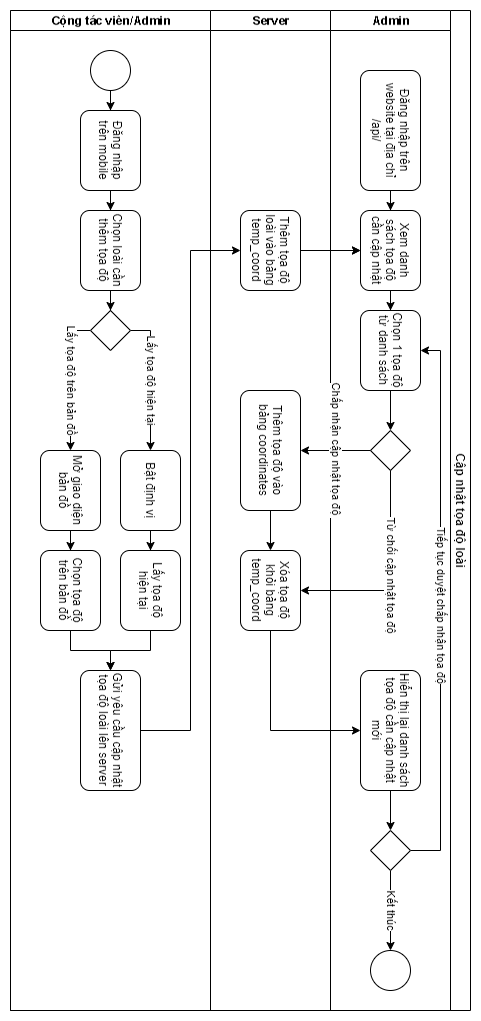 Cập nhật tọa độ loài
Cộng tác viên/Admin
Server
Admin
Đăng nhập
trên mobile
Chọn loài cần
thêm tọa độ
Lấy tọa độ hiện tại
Lấy tọa độ trên bản đồ
Bật định vị
Lấy tọa độ
hiện tại
Mở giao diện
bản đồ
Chọn tọa độ
trên bản đồ
Gửi yêu cầu cập nhật
tọa độ loài lên server
Thêm tọa độ
loài vào bảng
temp_coord
Đăng nhập trên
website tại địa chỉ
/api/
Xem danh
sách tọa độ
cần cập nhật
Chọn 1 tọa độ
từ danh sách
Chấp nhận cập nhật tọa độ
Từ chối cập nhật tọa độ
Thêm tọa độ vào
bảng coordinates
Xóa tọa độ
khỏi bảng
temp_coord
Hiển thị lại danh sách
tọa độ cần cập nhật
mới
Tiếp tục duyệt chấp nhận tọa độ
Kết thúc